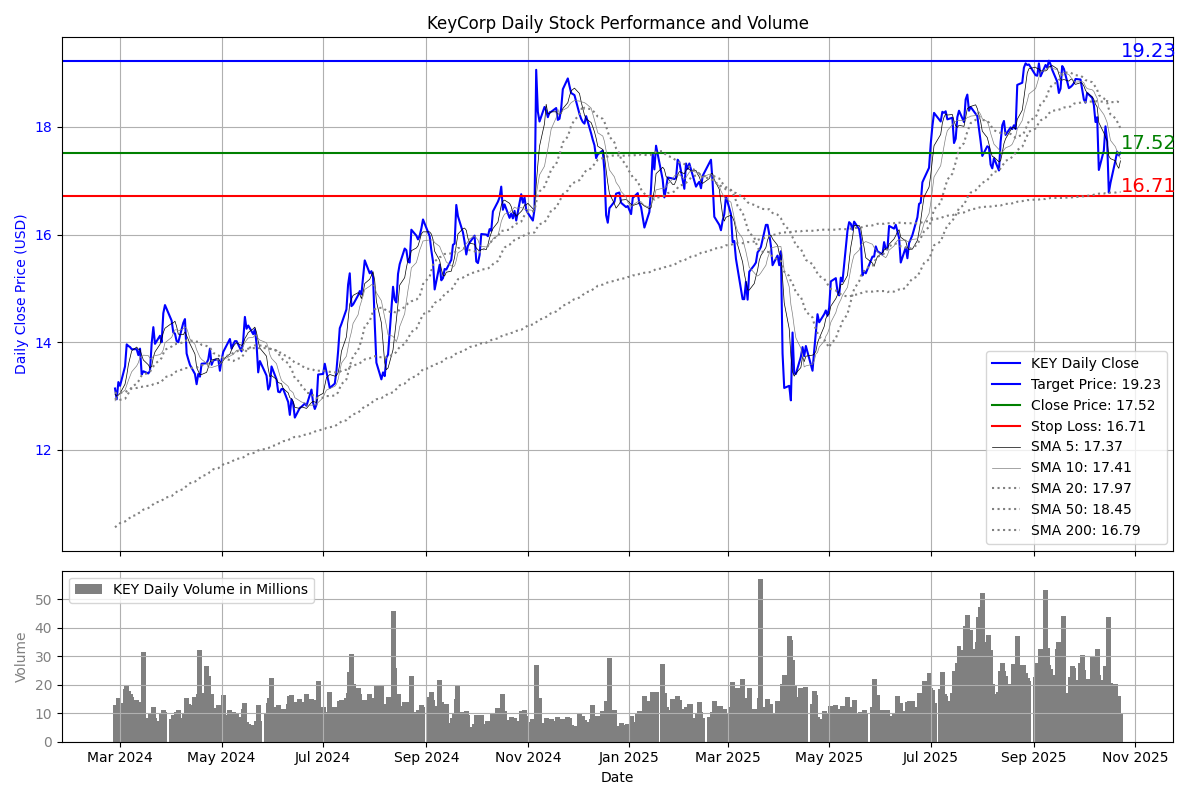 KeyCorp Daily Stock Performance and Volume
19.23
17.52
16.71
18
16
14
12
Daily Close Price (USD)
KEY Daily Close
Target Price: 19.23
Close Price: 17.52
Stop Loss: 16.71
SMA 5: 17.37
SMA 10: 17.41
SMA 20: 17.97
SMA 50: 18.45
SMA 200: 16.79
KEY Daily Volume in Millions
50
40
30
20
10
0
Volume
Mar 2024 May 2024 Jul 2024 Sep 2024 Nov 2024 Jan 2025 Mar 2025 May 2025 Jul 2025 Sep 2025 Nov 2025
Date